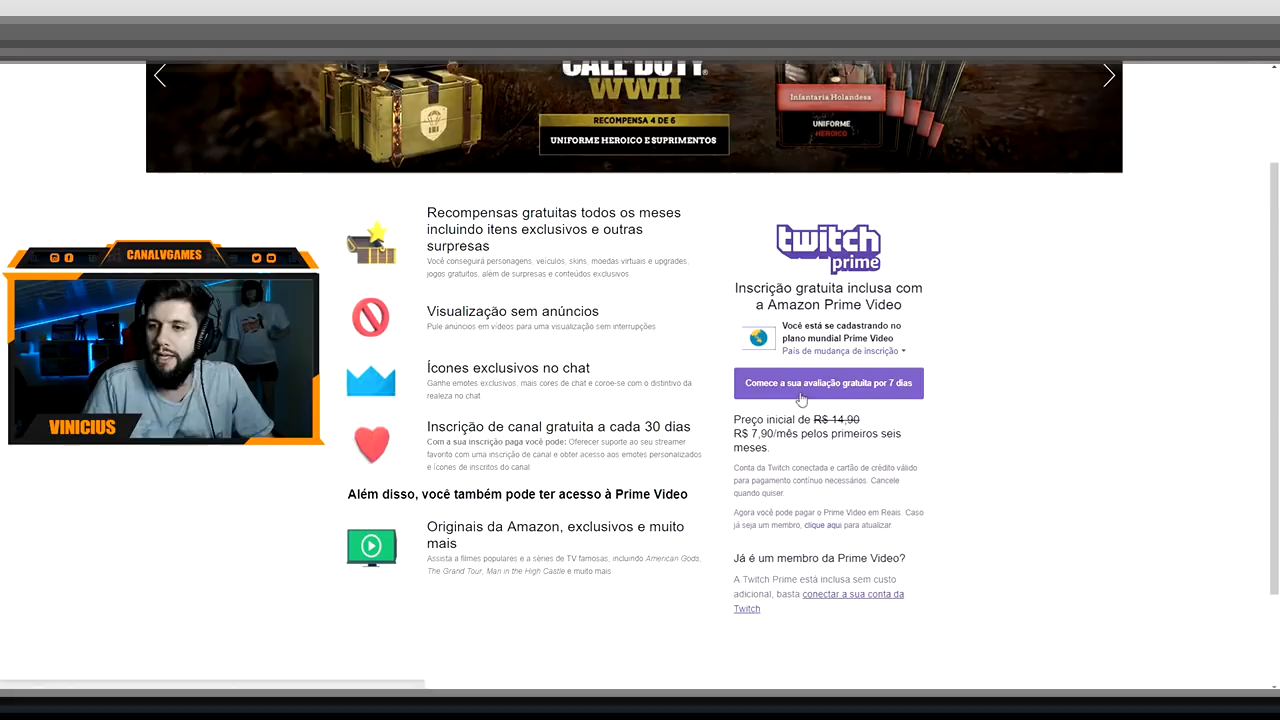 CALL OF DUTY®
WWII
RECOMPENSA 4 DE 6
UNIFORME HEROICO E SUPRIMENTOS
Infantaria Holandesa
UNIFORME
HEROICO
CANALVGAMES
VINICIUS
Recompensas gratuitas todos os meses
incluindo itens exclusivos e outras
surpresas
Você conseguirá personagens, veículos, skins, moedas virtuais e upgrades,
jogos gratuitos, além de surpresas e conteúdos exclusivos.
Visualização sem anúncios
Pule anúncios em vídeos para uma visualização sem interrupções
Ícones exclusivos no chat
Ganhe emotes exclusivos, mais cores de chat e coroe-se com o distintivo da
realeza no chat
Inscrição de canal gratuita a cada 30 dias
Com a sua inscrição paga você pode: Oferecer suporte ao seu streamer
favorito com uma inscrição de canal e obter acesso aos emotes personalizados
e ícones de inscritos do canal
Além disso, você também pode ter acesso à Prime Video
Originais da Amazon, exclusivos e muito
mais
Assista a filmes populares e a séries de TV famosas, incluindo American Gods,
The Grand Tour, Man in the High Castle e muito mais
twitch
prime
Inscrição gratuita inclusa com
a Amazon Prime Video
Você está se cadastrando no
plano mundial Prime Video
País de mudança de inscrição
Comece a sua avaliação gratuita por 7 dias
Preço inicial de R$ 14,90
R$ 7,90/mês pelos primeiros seis
meses.
Conta da Twitch conectada e cartão de crédito válido
para pagamento contínuo necessários. Cancele
quando quiser.
Agora você pode pagar o Prime Video em Reais. Caso
já seja um membro, clique aqui para atualizar.
Já é um membro da Prime Video?
A Twitch Prime está inclusa sem custo
adicional, basta conectar a sua conta da
Twitch